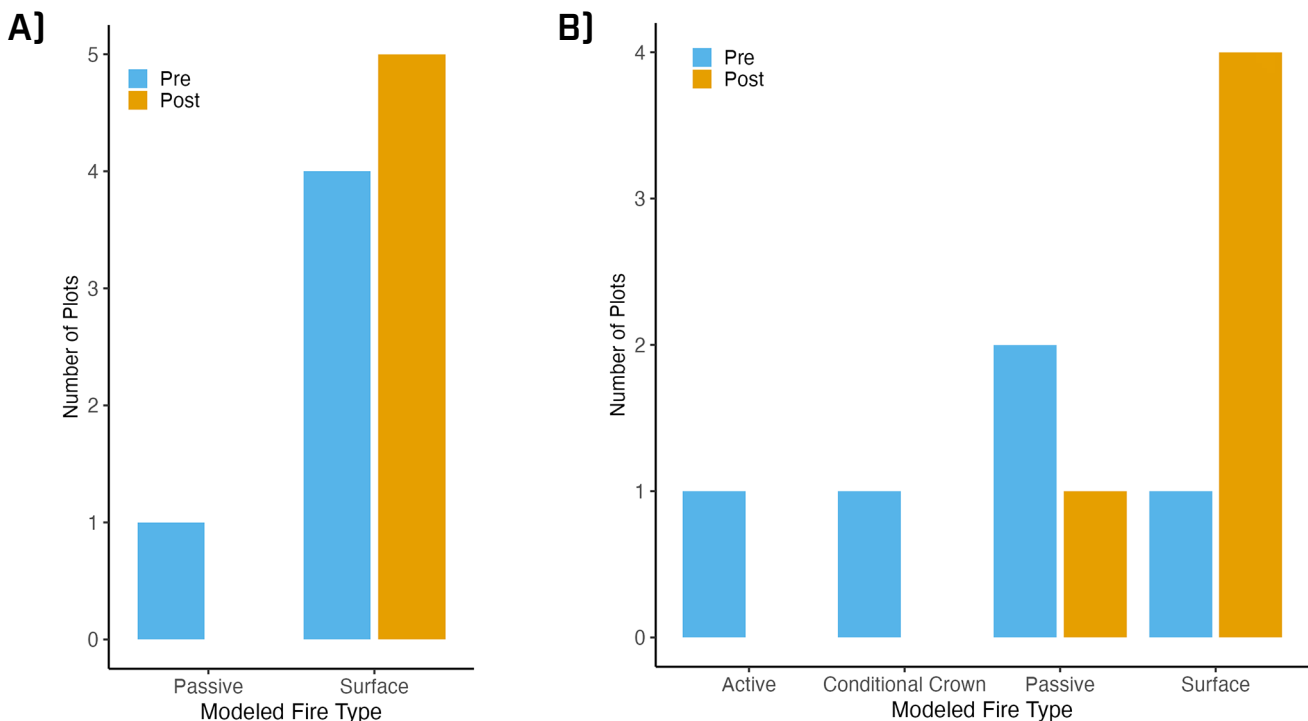 A]
Pre
Post
5
4
3
2
1
0
Number of Plots
Passive
Surface
Modeled Fire Type
B]
Pre
Post
4
3
2
1
0
Number of Plots
Active
Conditional Crown
Passive
Surface
Modeled Fire Type